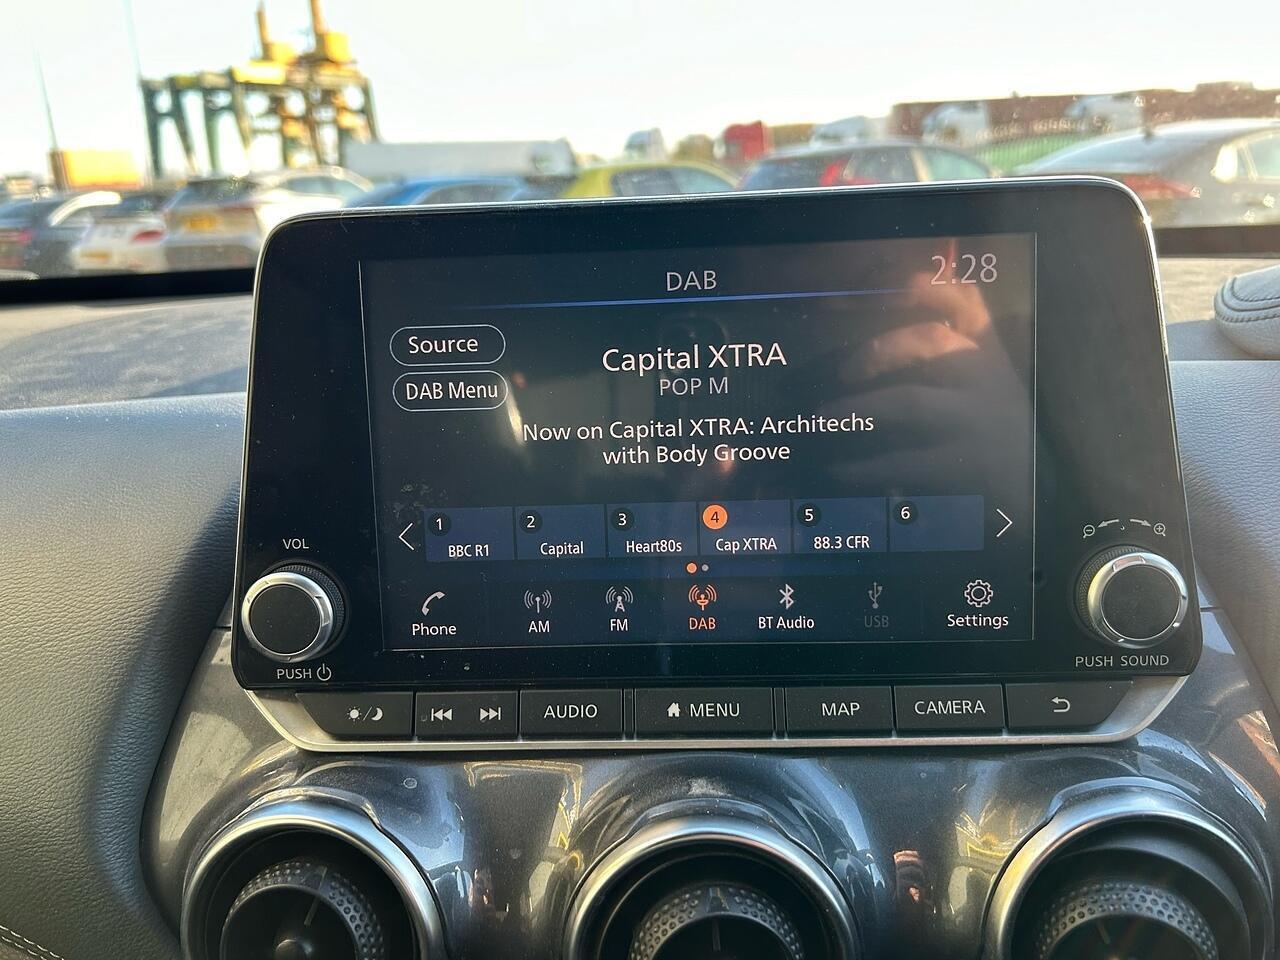 DAB
2:28
Source
DAB Menu
Capital XTRA
POP M
Now on Capital XTRA: Architechs
with Body Groove
1
BBC R1
2
Capital
3
Heart80s
4
Cap XTRA
5
88.3 CFR
6
Phone
AM
FM
DAB
BT Audio
USB
Settings
VOL
PUSH
PUSH SOUND
AUDIO
MENU
MAP
CAMERA